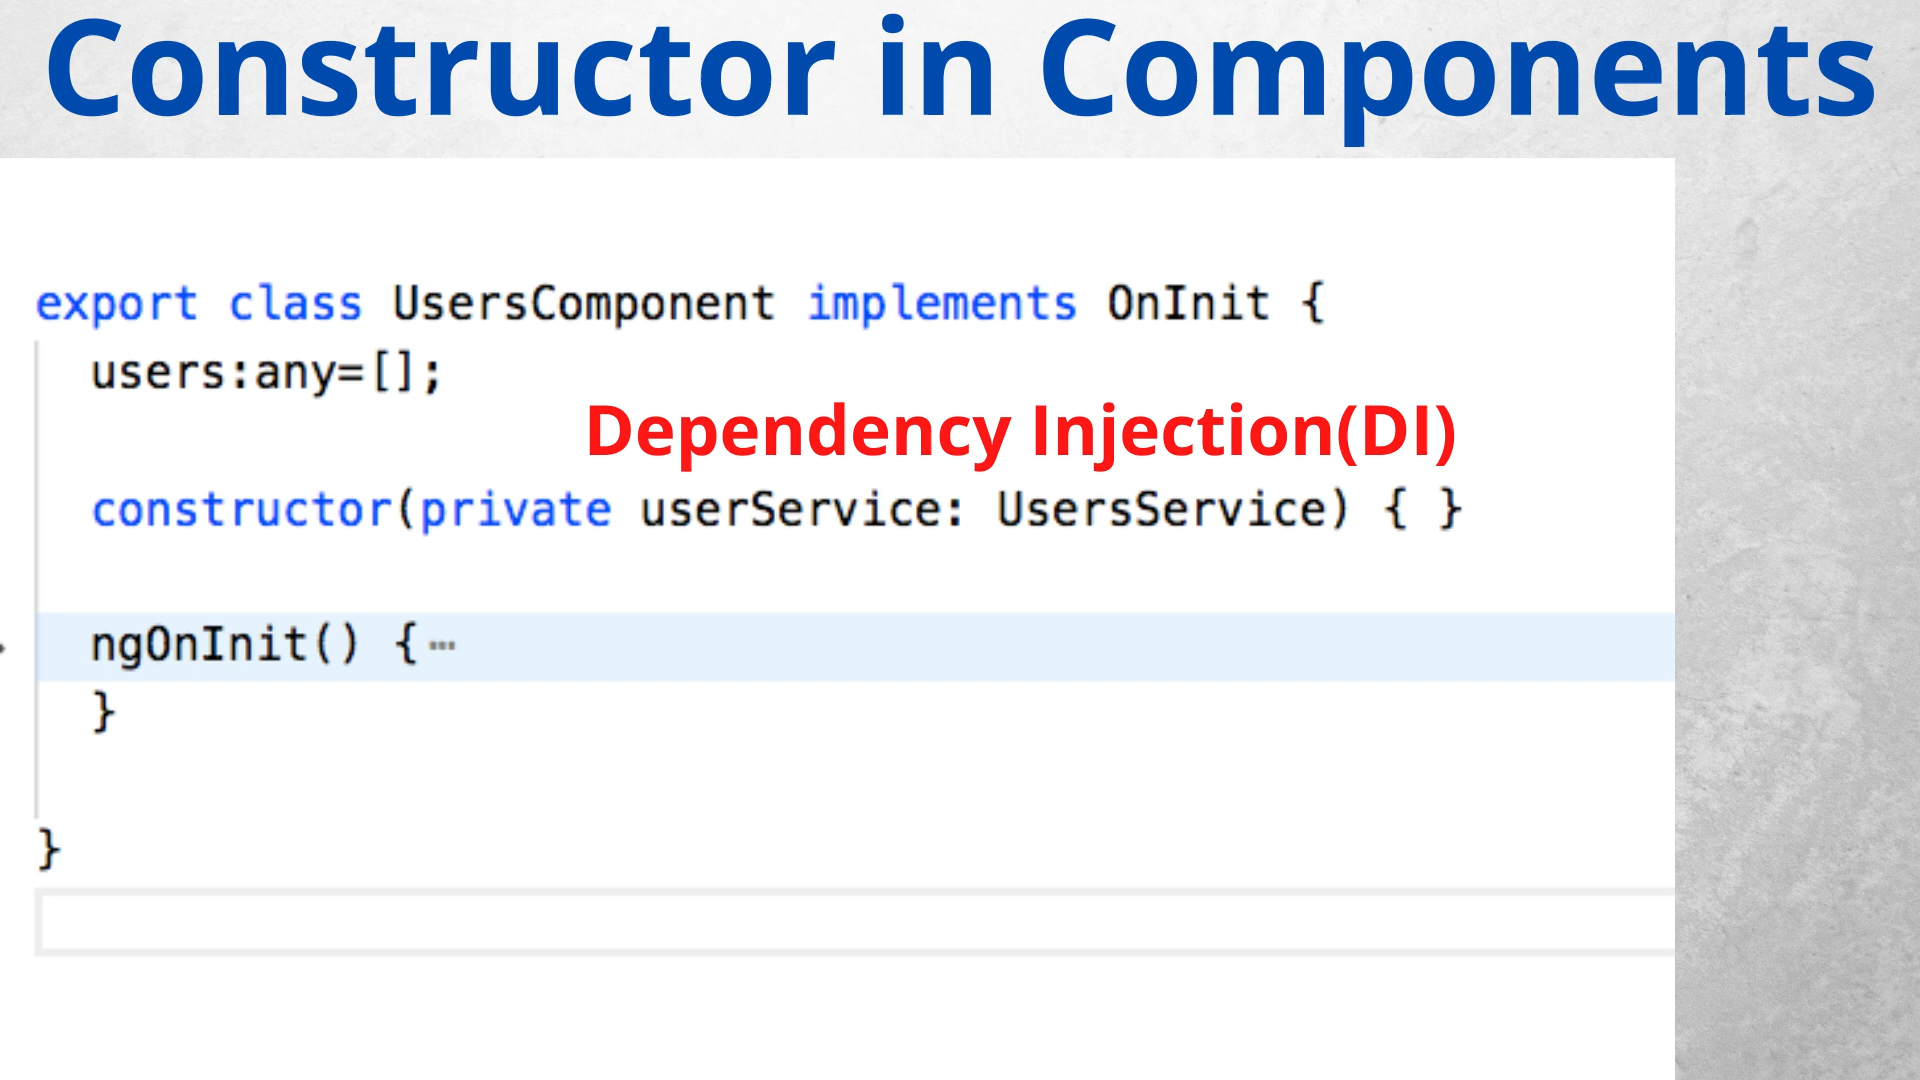 Constructor in Components
export class UsersComponent implements OnInit {
users:any=[];
Dependency Injection(DI)
constructor(private userService: UsersService) { }
ngOnInit() {⋯
}
}